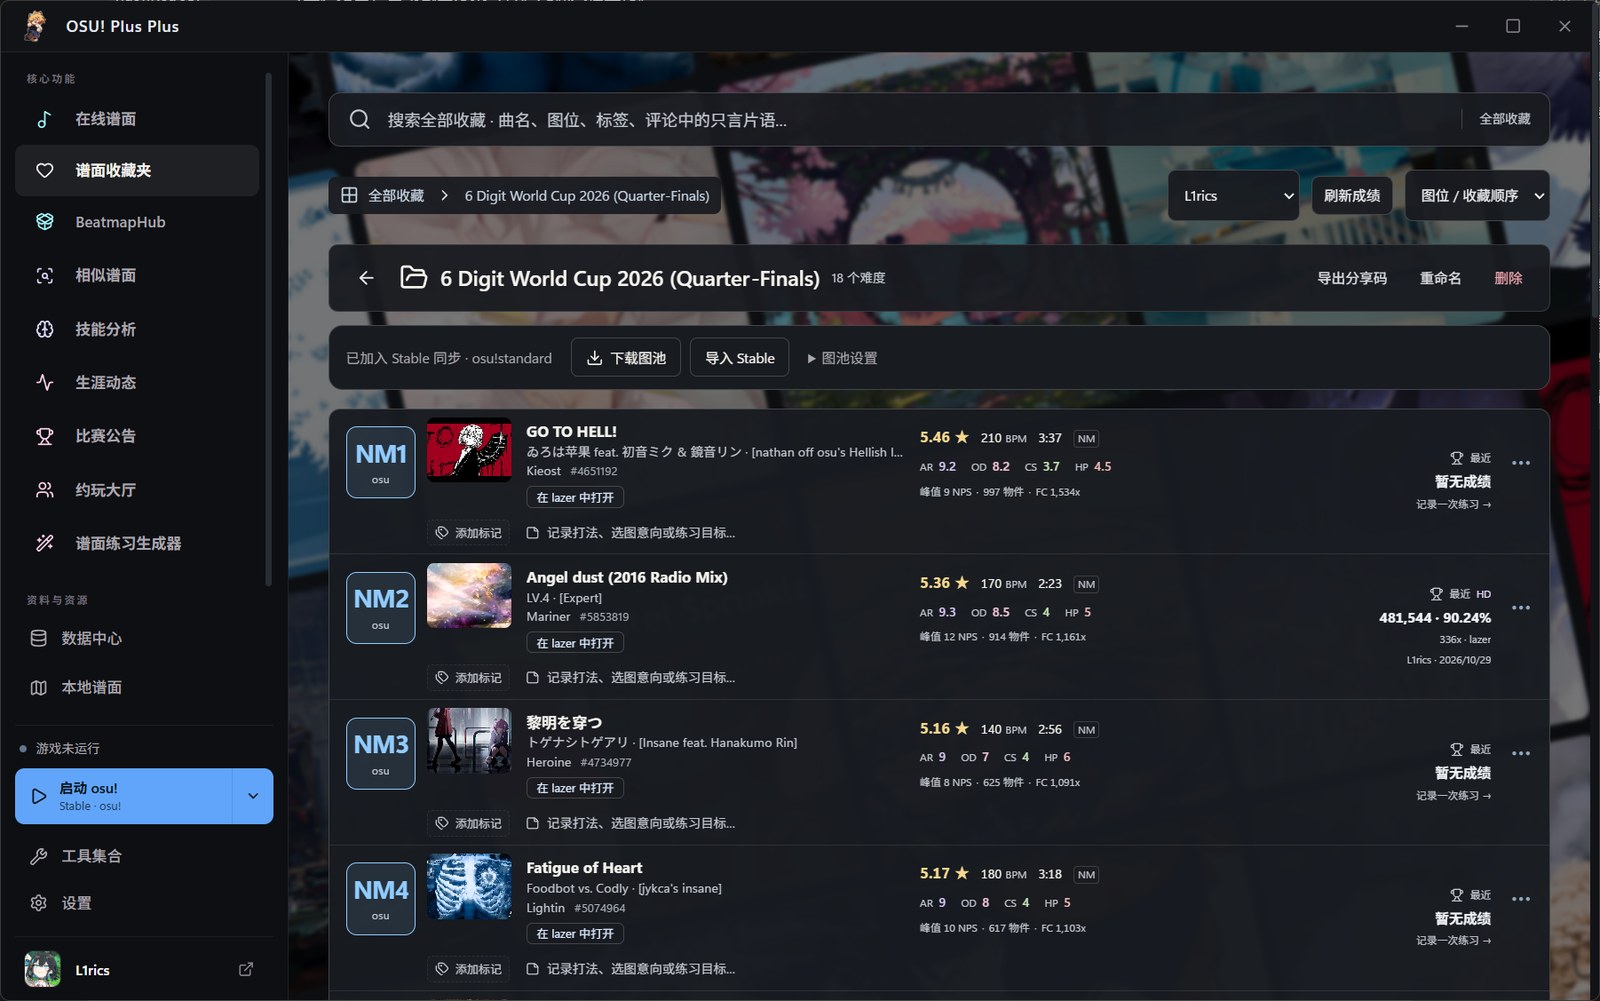 OSU! Plus Plus
核心功能
在线谱面
谱面收藏夹
BeatmapHub
相似谱面
技能分析
生涯动态
比赛公告
约玩大厅
谱面练习生成器
资料与资源
数据中心
本地谱面
游戏未运行
启动 osu!
Stable · osu!
工具集合
设置
L1rics
搜索全部收藏 · 曲名、图位、标签、评论中的只言片语...
全部收藏
全部收藏 > 6 Digit World Cup 2026 (Quarter-Finals)
L1rics
刷新成绩
图位 / 收藏顺序
6 Digit World Cup 2026 (Quarter-Finals) 18 个难度
导出分享码
重命名
删除
已加入 Stable 同步 · osu!standard
下载图池
导入 Stable
图池设置
NM1
osu
GO TO HELL!
ゐろは苹果 feat. 初音ミク & 鏡音リン · [nathan off osu's Hellish I...
Kieost #4651192
在 lazer 中打开
添加标记
记录打法、选图意向或练习目标...
5.46 ★ 210 BPM 3:37 NM
AR 9.2 OD 8.2 CS 3.7 HP 4.5
峰值 9 NPS · 997 物件 · FC 1,534x
最近
暂无成绩
记录一次练习 →
NM2
osu
Angel dust (2016 Radio Mix)
LV.4 · [Expert]
Mariner #5853819
在 lazer 中打开
添加标记
记录打法、选图意向或练习目标...
5.36 ★ 170 BPM 2:23 NM
AR 9.3 OD 8.5 CS 4 HP 5
峰值 12 NPS · 914 物件 · FC 1,161x
最近 HD
481,544 · 90.24%
336x · lazer
L1rics · 2026/10/29
NM3
osu
黎明を穿つ
トゲナシトゲアリ · [Insane feat. Hanakumo Rin]
Heroine #4734977
在 lazer 中打开
添加标记
记录打法、选图意向或练习目标...
5.16 ★ 140 BPM 2:56 NM
AR 9 OD 7 CS 4 HP 6
峰值 8 NPS · 625 物件 · FC 1,091x
最近
暂无成绩
记录一次练习 →
NM4
osu
Fatigue of Heart
Foodbot vs. Codly · [jykca's insane]
Lightin #5074964
在 lazer 中打开
添加标记
记录打法、选图意向或练习目标...
5.17 ★ 180 BPM 3:18 NM
AR 9 OD 8 CS 4 HP 5
峰值 10 NPS · 617 物件 · FC 1,103x
最近
暂无成绩
记录一次练习 →